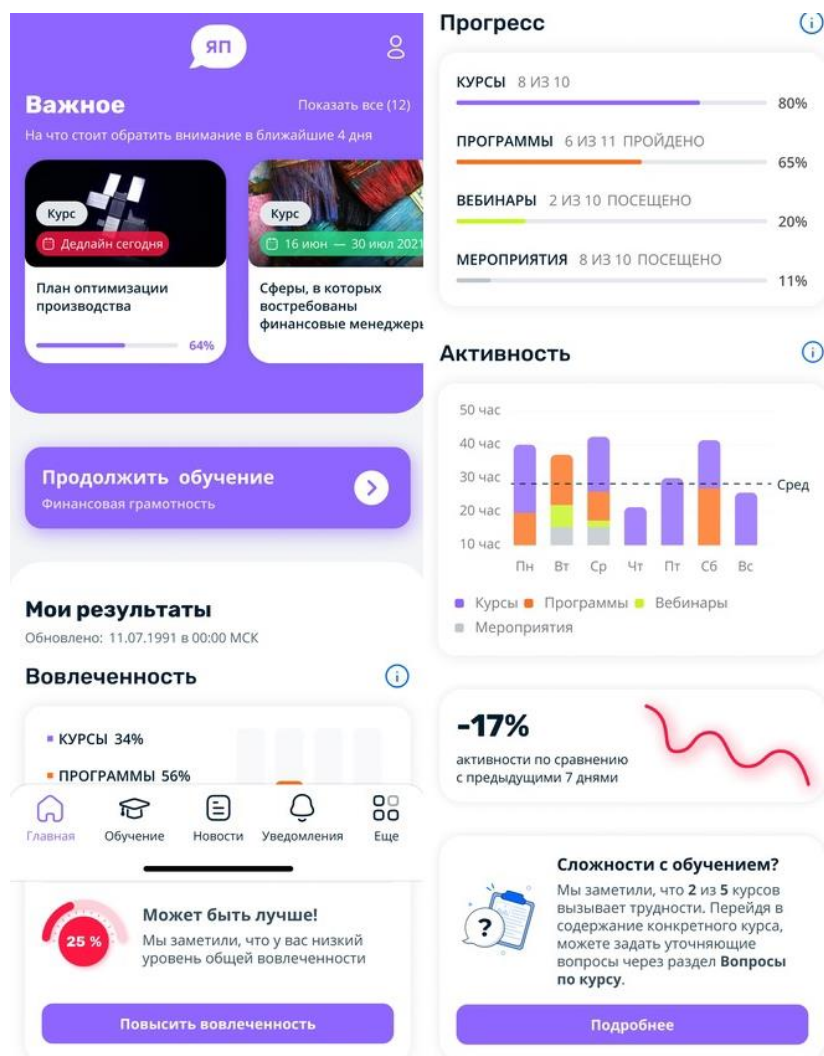 ЯП
Важное
Показать все (12)
На что стоит обратить внимание в ближайшие 4 дня
Курс
Дедлайн сегодня
План оптимизации
производства
64%
Курс
16 июн — 30 июл 2021
Сферы, в которых
востребованы
финансовые менеджеры
Продолжить обучение
Финансовая грамотность
Мои результаты
Обновлено: 11.07.1991 в 00:00 МСК
Вовлеченность
КУРСЫ 34%
ПРОГРАММЫ 56%
Главная
Обучение
Новости
Уведомления
Еще
25 %
Может быть лучше!
Мы заметили, что у вас низкий
уровень общей вовлеченности
Повысить вовлеченность
Прогресс
КУРСЫ 8 ИЗ 10
80%
ПРОГРАММЫ 6 ИЗ 11 ПРОЙДЕНО
65%
ВЕБИНАРЫ 2 ИЗ 10 ПОСЕЩЕНО
20%
МЕРОПРИЯТИЯ 8 ИЗ 10 ПОСЕЩЕНО
11%
Активность
50 час
40 час
30 час
20 час
10 час
Сред
Пн Вт Ср Чт Пт Сб Вс
Курсы Программы Вебинары
Мероприятия
-17%
активности по сравнению
с предыдущими 7 днями
Сложности с обучением?
Мы заметили, что 2 из 5 курсов
вызывает трудности. Перейдя в
содержание конкретного курса,
можете задать уточняющие
вопросы через раздел Вопросы
по курсу.
Подробнее